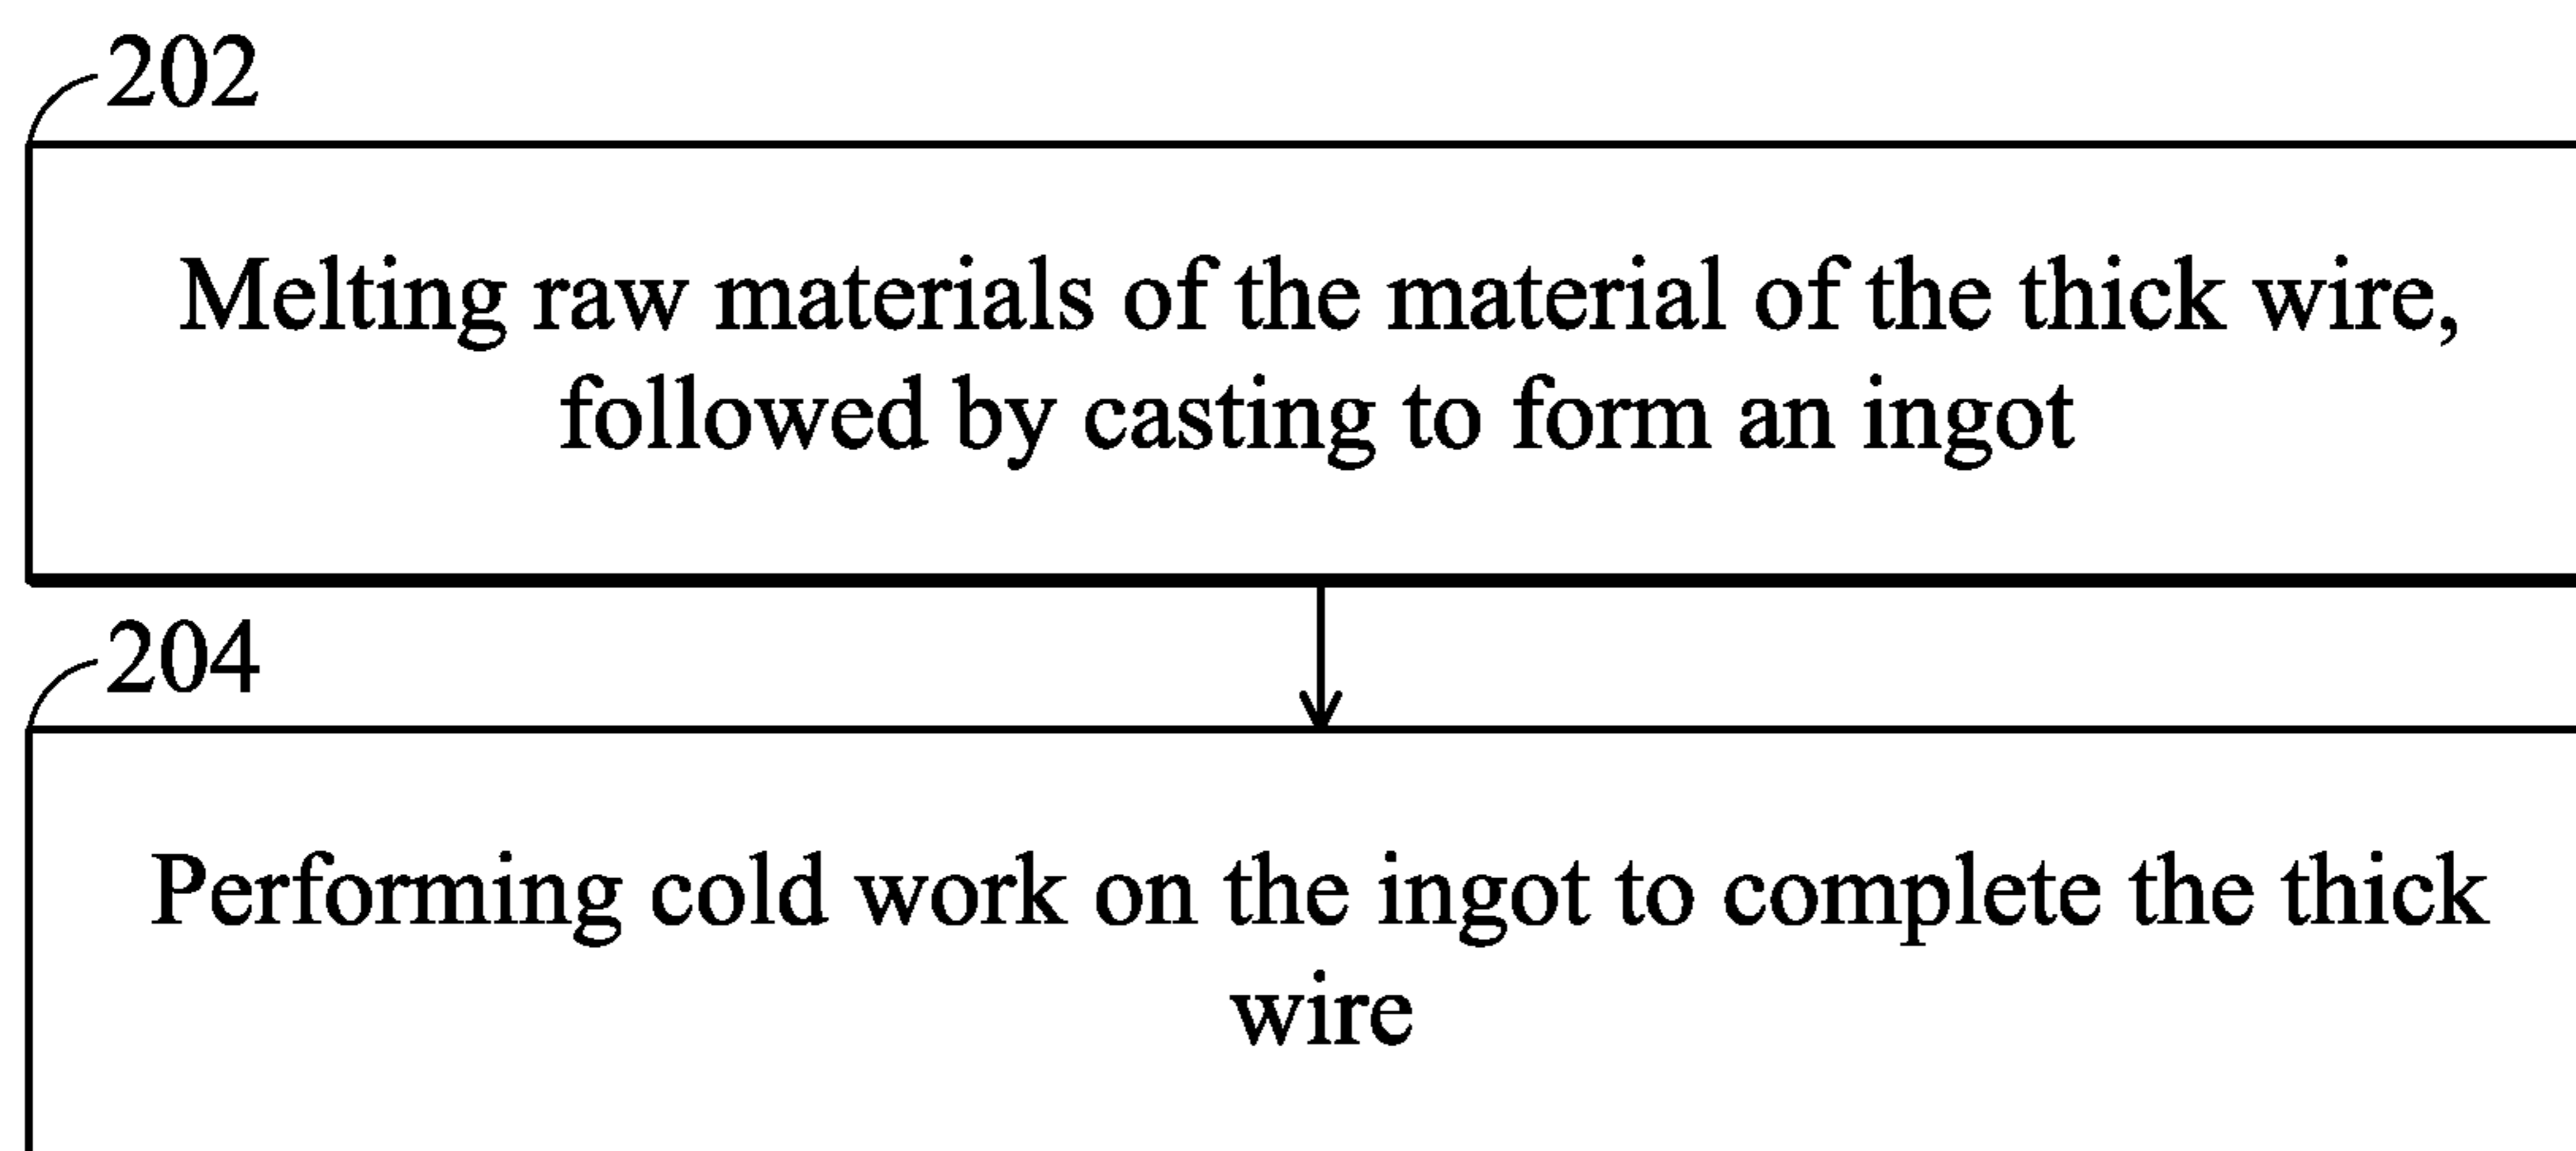 202
Melting raw materials of the material of the thick wire,
followed by casting to form an ingot
204
Performing cold work on the ingot to complete the thick
wire